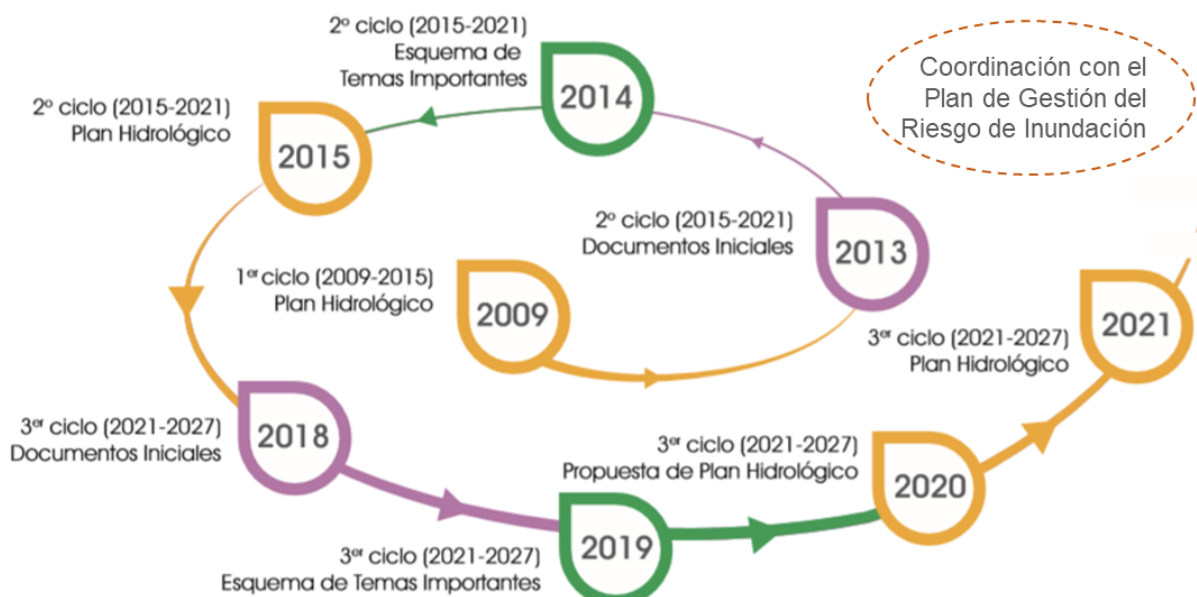 2º ciclo (2015-2021)
Esquema de
Temas Importantes
2014
Coordinación con el
Plan de Gestión del
Riesgo de Inundación
2º ciclo (2015-2021)
Plan Hidrológico
2015
2º ciclo (2015-2021)
Documentos Iniciales
2013
1er ciclo (2009-2015)
Plan Hidrológico
2009
3er ciclo (2021-2027)
Plan Hidrológico
2021
3er ciclo (2021-2027)
Documentos Iniciales
2018
3er ciclo (2021-2027)
Propuesta de Plan Hidrológico
2020
3er ciclo (2021-2027)
Esquema de Temas Importantes
2019